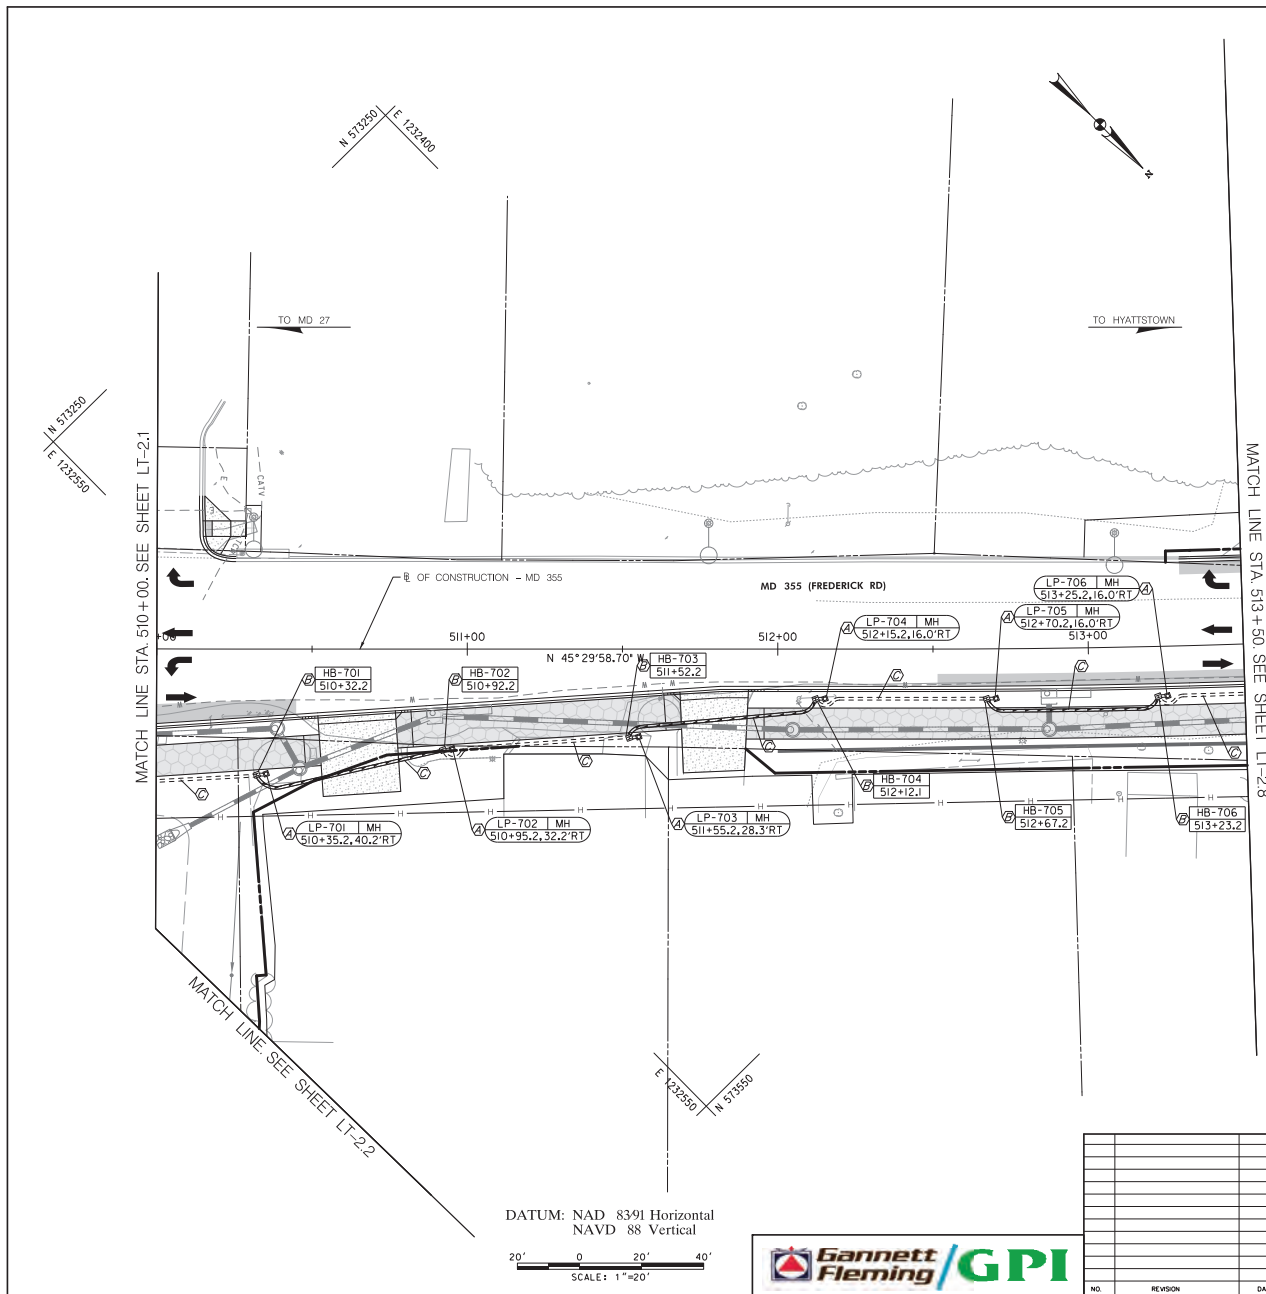 N 573250
E 1232400
N
TO MD 27
TO HYATTSTOWN
N 573250
E 1232550
MATCH LINE STA. 510+00. SEE SHEET LT-2.1
MATCH LINE STA. 513+50. SEE SHEET LT-2.8
E
CATV
℄ OF CONSTRUCTION - MD 355
MD 355 (FREDERICK RD)
LP-706 MH
513+25.2,16.0'RT
A
LP-705 MH
512+70.2,16.0'RT
A
LP-704 MH
512+15.2,16.0'RT
A
+00
511+00
512+00
513+00
N 45°29'58.70" W
HB-701
510+32.2
B
HB-702
510+92.2
B
HB-703
511+52.2
B
C
C
C
C
C
C
C
HB-704
512+12.1
B
HB-705
512+67.2
B
HB-706
513+23.2
B
H H H H H H H H H H
LP-701 MH
510+35.2,40.2'RT
A
LP-702 MH
510+95.2,32.2'RT
A
LP-703 MH
511+55.2,28.3'RT
A
MATCH LINE. SEE SHEET LT-2.2
E 1232550
N 573550
DATUM: NAD 83/91 Horizontal
NAVD 88 Vertical
20' 0 20' 40'
SCALE: 1"=20'
Gannett
Fleming
GPI
NO. REVISION DA